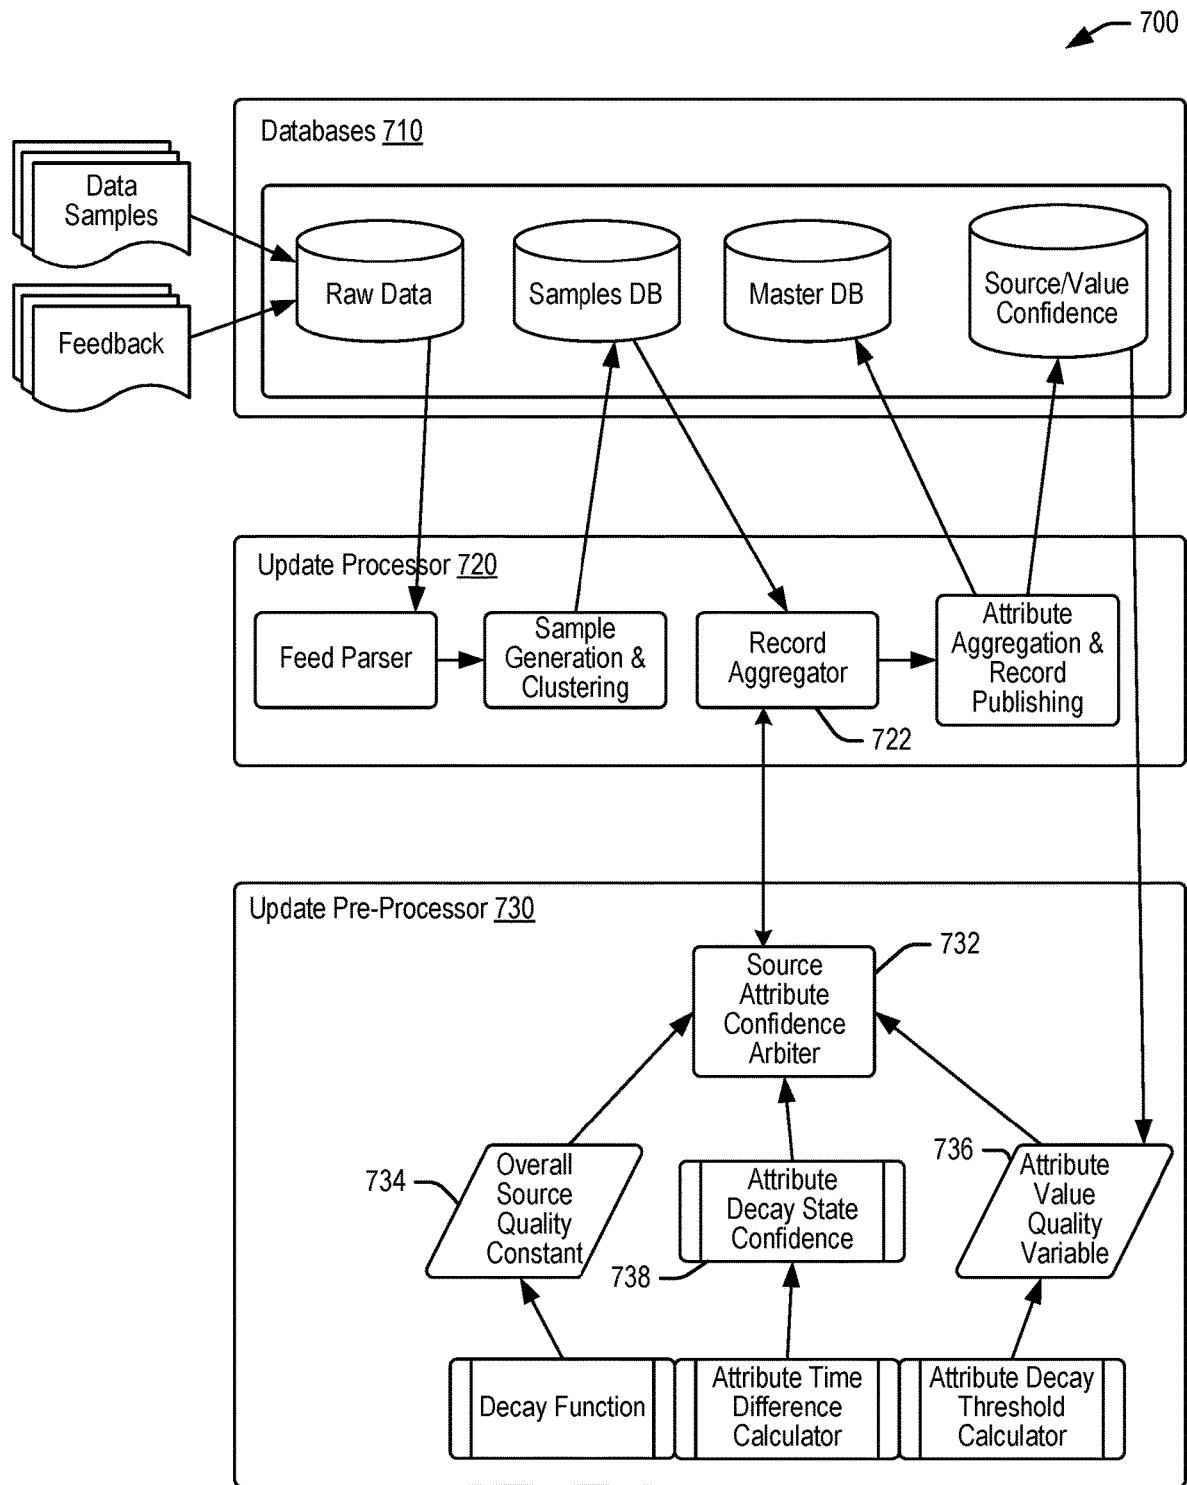 700
Databases 710
Data
Samples
Feedback
Raw Data
Samples DB
Master DB
Source/Value
Confidence
Update Processor 720
Feed Parser
Sample
Generation &
Clustering
Record
Aggregator
Attribute
Aggregation &
Record
Publishing
722
Update Pre-Processor 730
732
Source
Attribute
Confidence
Arbiter
734
Overall
Source
Quality
Constant
Attribute
Decay State
Confidence
738
736
Attribute
Value
Quality
Variable
Decay Function
Attribute Time
Difference
Calculator
Attribute Decay
Threshold
Calculator